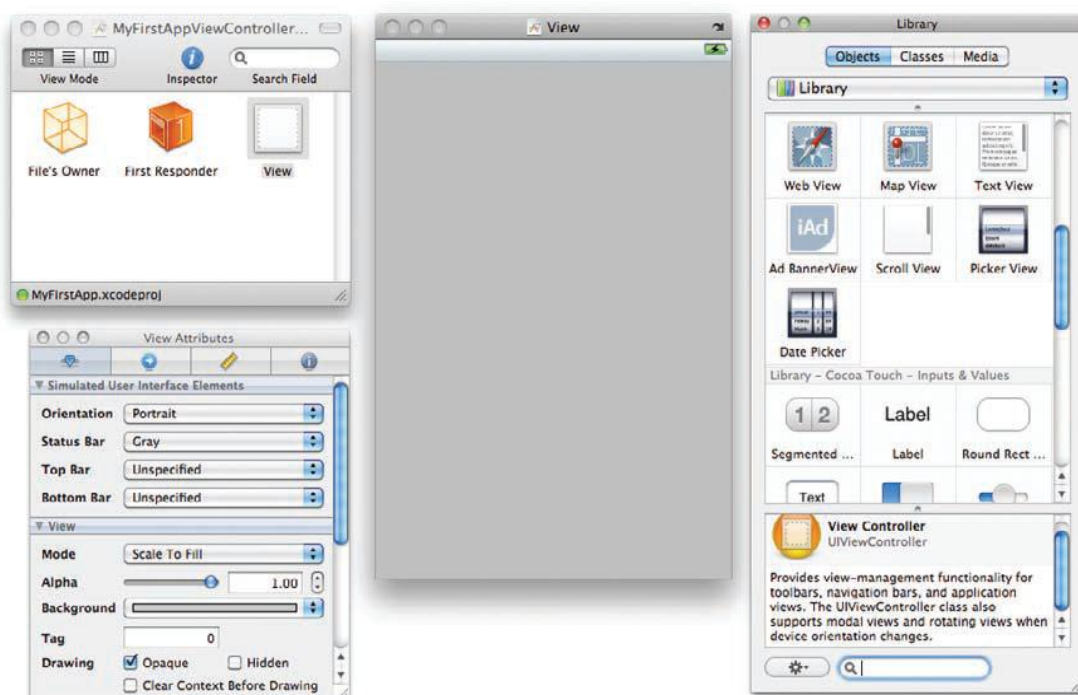 MyFirstAppViewController...
View Mode
Inspector
Search Field
File's Owner
First Responder
View
MyFirstApp.xcodeproj
View Attributes
Simulated User Interface Elements
Orientation Portrait
Status Bar Gray
Top Bar Unspecified
Bottom Bar Unspecified
View
Mode Scale To Fill
Alpha 1.00
Background
Tag 0
Drawing Opaque Hidden
Clear Context Before Drawing
View
Library
Objects Classes Media
Library
Web View Map View Text View
iAd
Ad BannerView Scroll View Picker View
Date Picker
Library – Cocoa Touch – Inputs & Values
1 2 Label
Segmented ... Label Round Rect ...
Text
View Controller
UIViewController
Provides view-management functionality for
toolbars, navigation bars, and application
views. The UIViewController class also
supports modal views and rotating views when
device orientation changes.